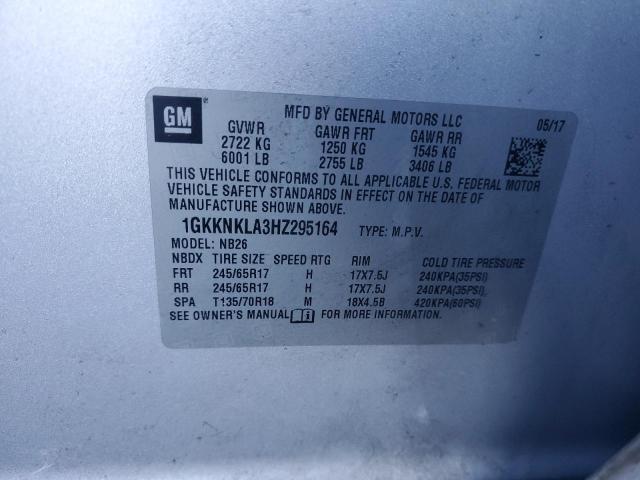 GM
MFD BY GENERAL MOTORS LLC
05/17
GVWR GAWR FRT GAWR RR
2722 KG 1250 KG 1545 KG
6001 LB 2755 LB 3406 LB
THIS VEHICLE CONFORMS TO ALL APPLICABLE U.S. FEDERAL MOTOR
VEHICLE SAFETY STANDARDS IN EFFECT ON THE DATE OF
MANUFACTURE SHOWN ABOVE.
1GKKNKLA3HZ295164 TYPE: M.P.V.
MODEL: NB26
NBDX TIRE SIZE SPEED RTG RIM COLD TIRE PRESSURE
FRT 245/65R17 H 17X7.5J 240KPA(35PSI)
RR 245/65R17 H 17X7.5J 240KPA(35PSI)
SPA T135/70R18 M 18X4.5B 420KPA(60PSI)
SEE OWNER'S MANUAL FOR MORE INFORMATION.